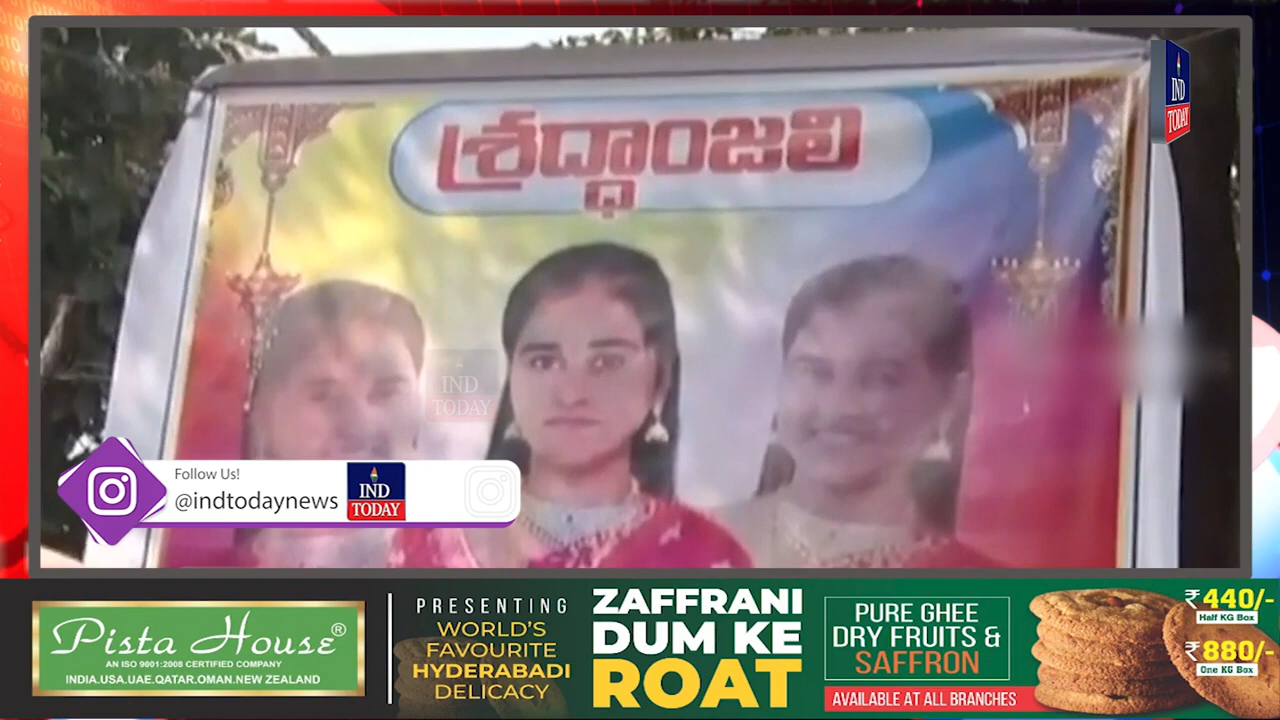 శ్రద్ధాంజలి
IND
TODAY
IND
TODAY
Follow Us!
@indtodaynews
IND
TODAY
Pista House®
AN ISO 9001:2008 CERTIFIED COMPANY
INDIA.USA.UAE.QATAR.OMAN.NEW ZEALAND
PRESENTING
WORLD'S
FAVOURITE
HYDERABADI
DELICACY
ZAFFRANI
DUM KE
ROAT
PURE GHEE
DRY FRUITS &
SAFFRON
AVAILABLE AT ALL BRANCHES
₹440/-
Half KG Box
₹880/-
One KG Box